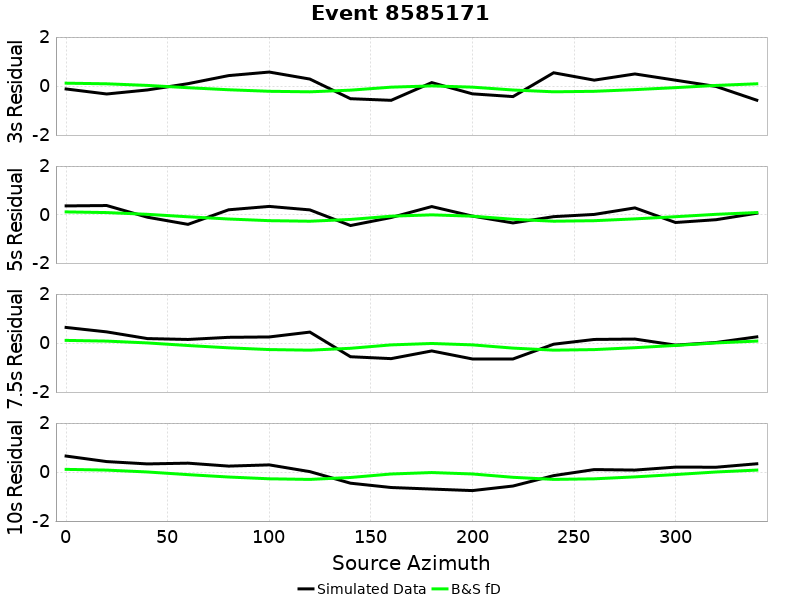 Event 8585171
3s Residual
2
0
-2
5s Residual
2
0
-2
7.5s Residual
2
0
-2
10s Residual
2
0
-2
0 50 100 150 200 250 300
Source Azimuth
Simulated Data B&S fD